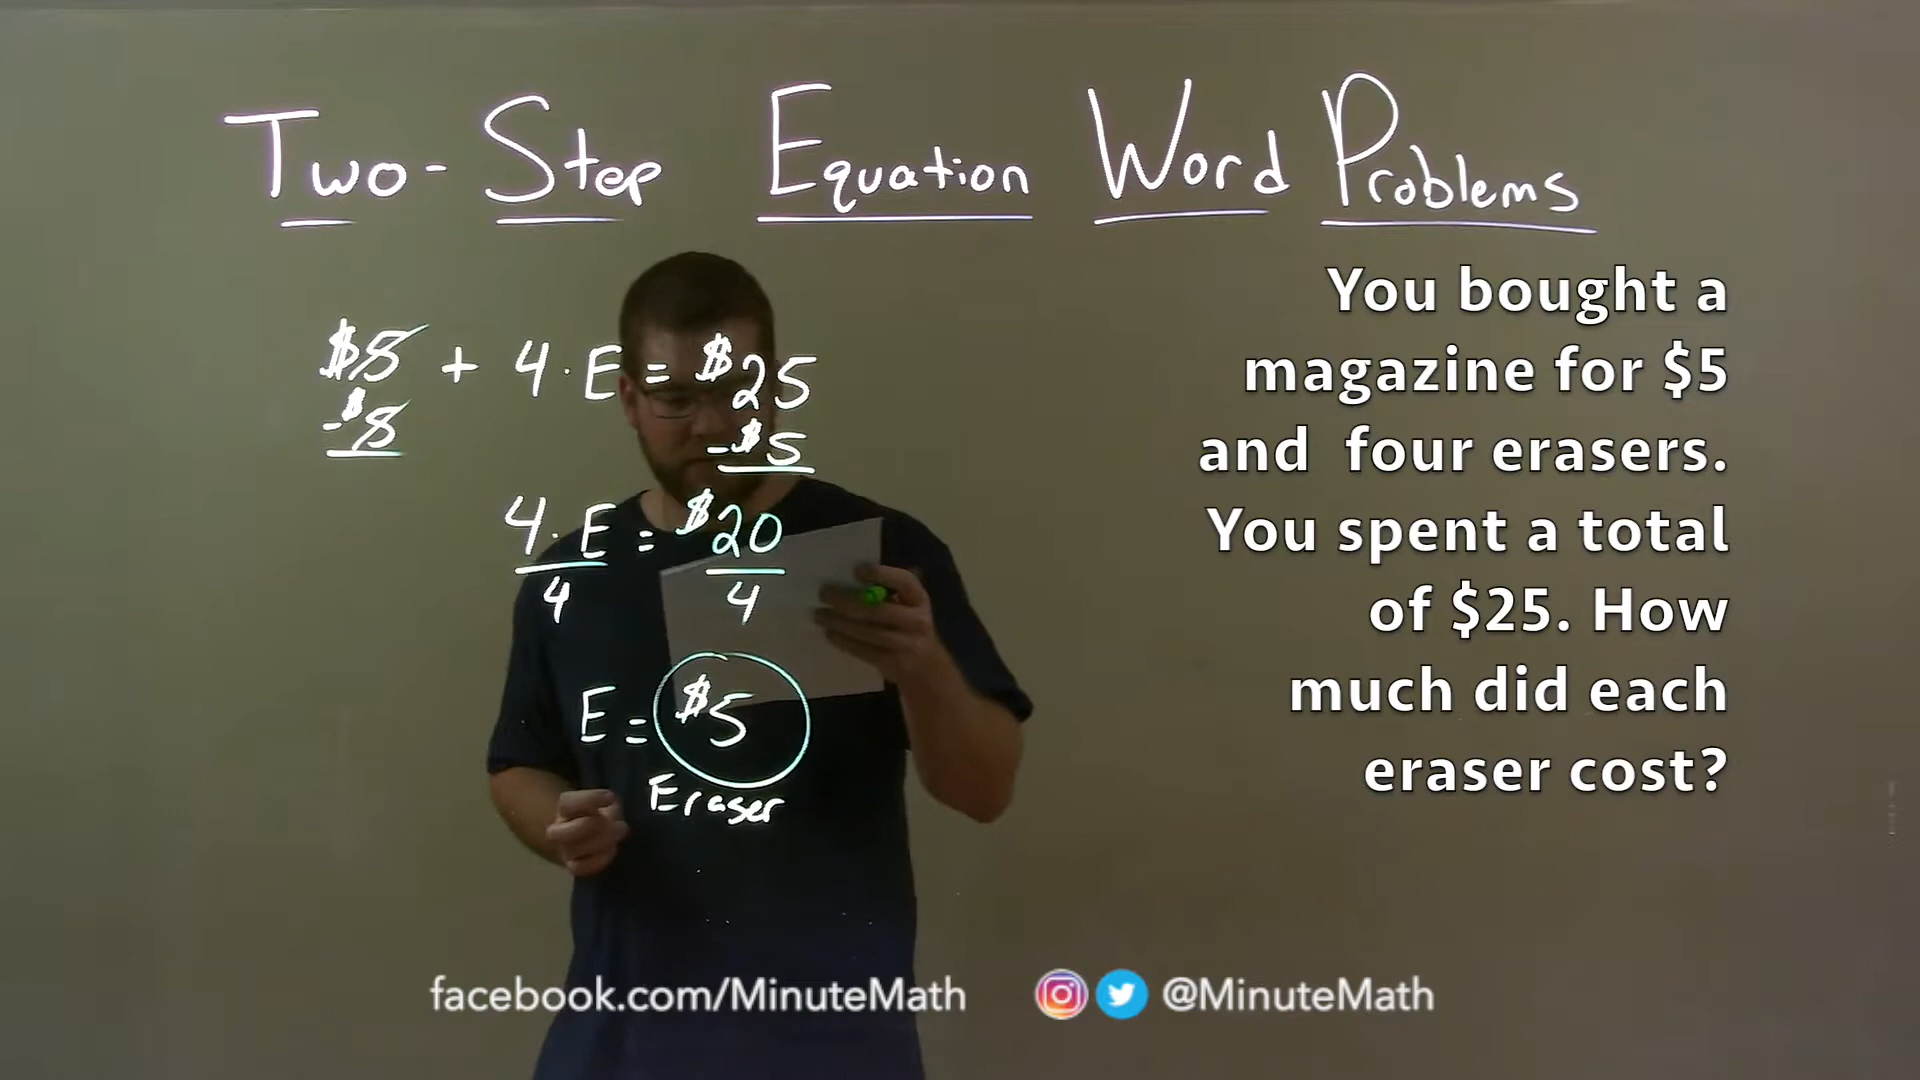 Two-Step Equation Word Problems
$5 + 4·E = $25
-$5 -$5
4·E = $20
4 4
E = $5
Eraser
You bought a
magazine for $5
and four erasers.
You spent a total
of $25. How
much did each
eraser cost?
facebook.com/MinuteMath @MinuteMath